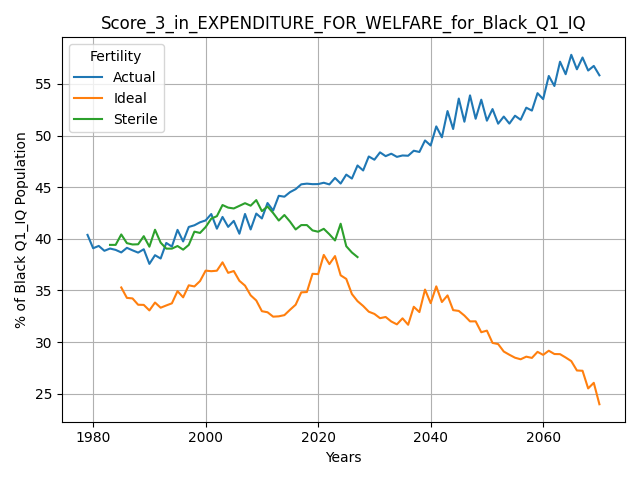 Score_3_in_EXPENDITURE_FOR_WELFARE_for_Black_Q1_IQ
Fertility
Actual
Ideal
Sterile
% of Black Q1_IQ Population
55
50
45
40
35
30
25
1980
2000
2020
2040
2060
Years